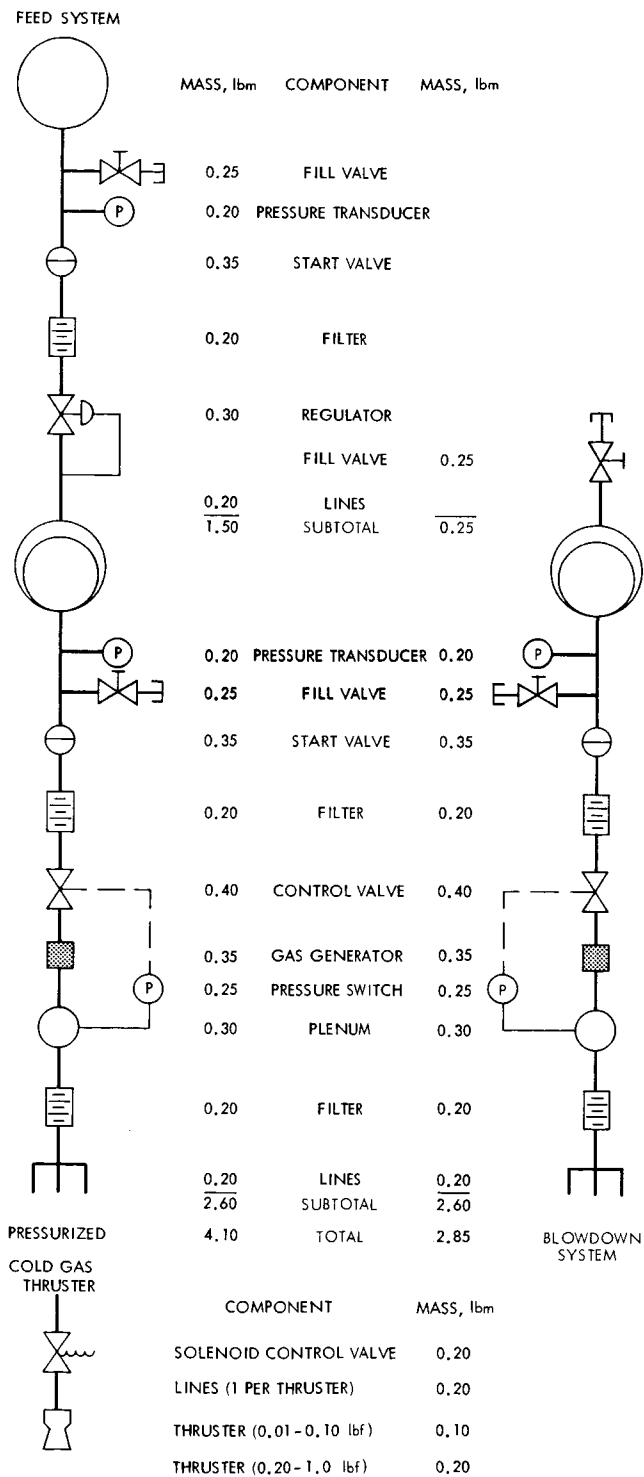 FEED SYSTEM
MASS, lbm COMPONENT MASS, lbm
0.25 FILL VALVE
P 0.20 PRESSURE TRANSDUCER
0.35 START VALVE
0.20 FILTER
0.30 REGULATOR
FILL VALVE 0.25
0.20 LINES
1.50 SUBTOTAL 0.25
P 0.20 PRESSURE TRANSDUCER 0.20 P
0.25 FILL VALVE 0.25
0.35 START VALVE 0.35
0.20 FILTER 0.20
0.40 CONTROL VALVE 0.40
0.35 GAS GENERATOR 0.35
P 0.25 PRESSURE SWITCH 0.25 P
0.30 PLENUM 0.30
0.20 FILTER 0.20
0.20 LINES 0.20
2.60 SUBTOTAL 2.60
PRESSURIZED 4.10 TOTAL 2.85 BLOWDOWN
SYSTEM
COLD GAS
THRUSTER
COMPONENT MASS, lbm
SOLENOID CONTROL VALVE 0.20
LINES (1 PER THRUSTER) 0.20
THRUSTER (0.01-0.10 lbf) 0.10
THRUSTER (0.20-1.0 lbf) 0.20